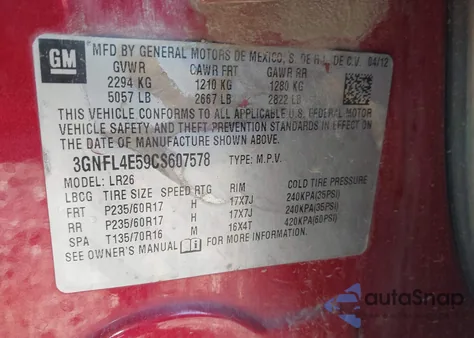 GM
MFD BY GENERAL MOTORS DE MEXICO, S. DE R.L. DE C.V. 04/12
GVWR GAWR FRT GAWR RR
2294 KG 1210 KG 1280 KG
5057 LB 2667 LB 2822 LB
THIS VEHICLE CONFORMS TO ALL APPLICABLE U.S. FEDERAL MOTOR
VEHICLE SAFETY AND THEFT PREVENTION STANDARDS IN EFFECT ON
THE DATE OF MANUFACTURE SHOWN ABOVE.
3GNFL4E59CS607578 TYPE: M.P.V.
MODEL: LR26
LBCG TIRE SIZE SPEED RTG RIM COLD TIRE PRESSURE
FRT P235/60R17 H 17X7J 240KPA(35PSI)
RR P235/60R17 H 17X7J 240KPA(35PSI)
SPA T135/70R16 M 16X4T 420KPA(60PSI)
SEE OWNER'S MANUAL FOR MORE INFORMATION.
autoSnap